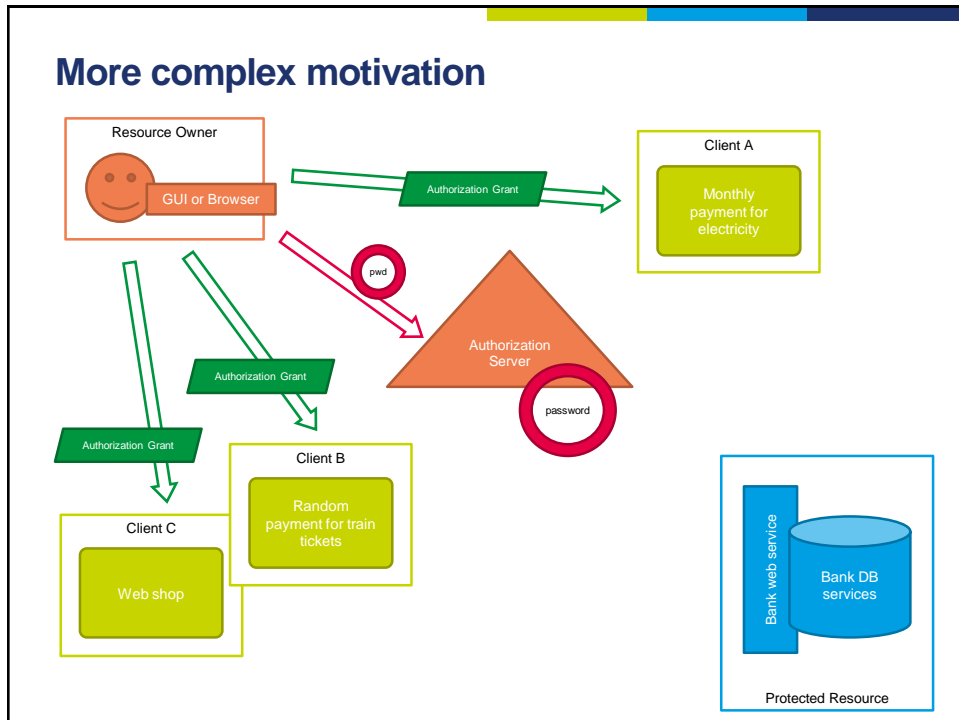 More complex motivation
Resource Owner
GUI or Browser
Authorization Grant
Client A
Monthly
payment for
electricity
pwd
Authorization
Server
password
Authorization Grant
Authorization Grant
Client B
Random
payment for train
tickets
Client C
Web shop
Bank web service
Bank DB
services
Protected Resource